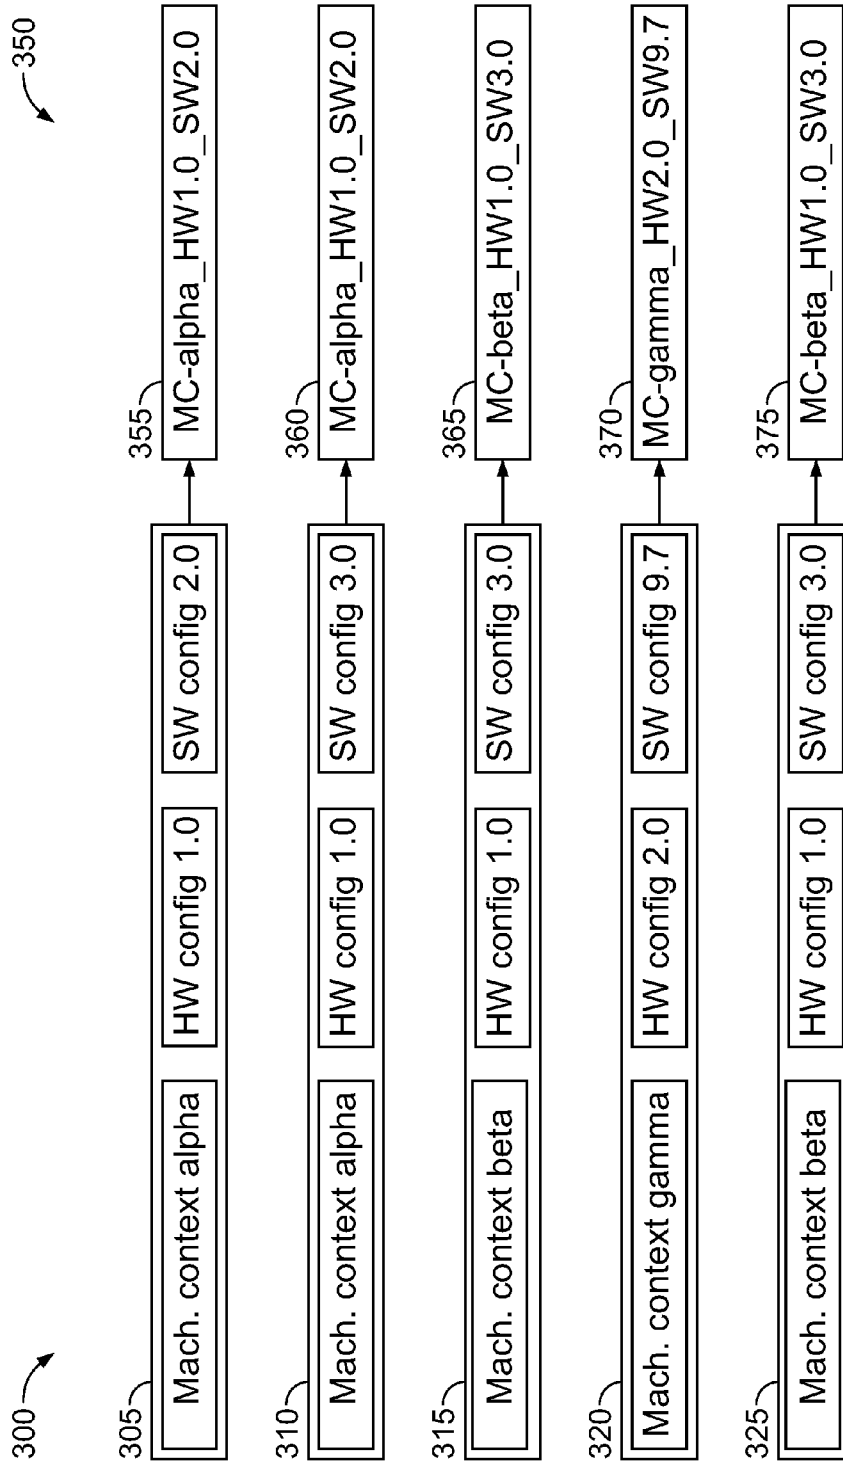 300
350
305
Mach. context alpha
HW config 1.0
SW config 2.0
355
MC-alpha_HW1.0_SW2.0
310
Mach. context alpha
HW config 1.0
SW config 3.0
360
MC-alpha_HW1.0_SW2.0
315
Mach. context beta
HW config 1.0
SW config 3.0
365
MC-beta_HW1.0_SW3.0
320
Mach. context gamma
HW config 2.0
SW config 9.7
370
MC-gamma_HW2.0_SW9.7
325
Mach. context beta
HW config 1.0
SW config 3.0
375
MC-beta_HW1.0_SW3.0